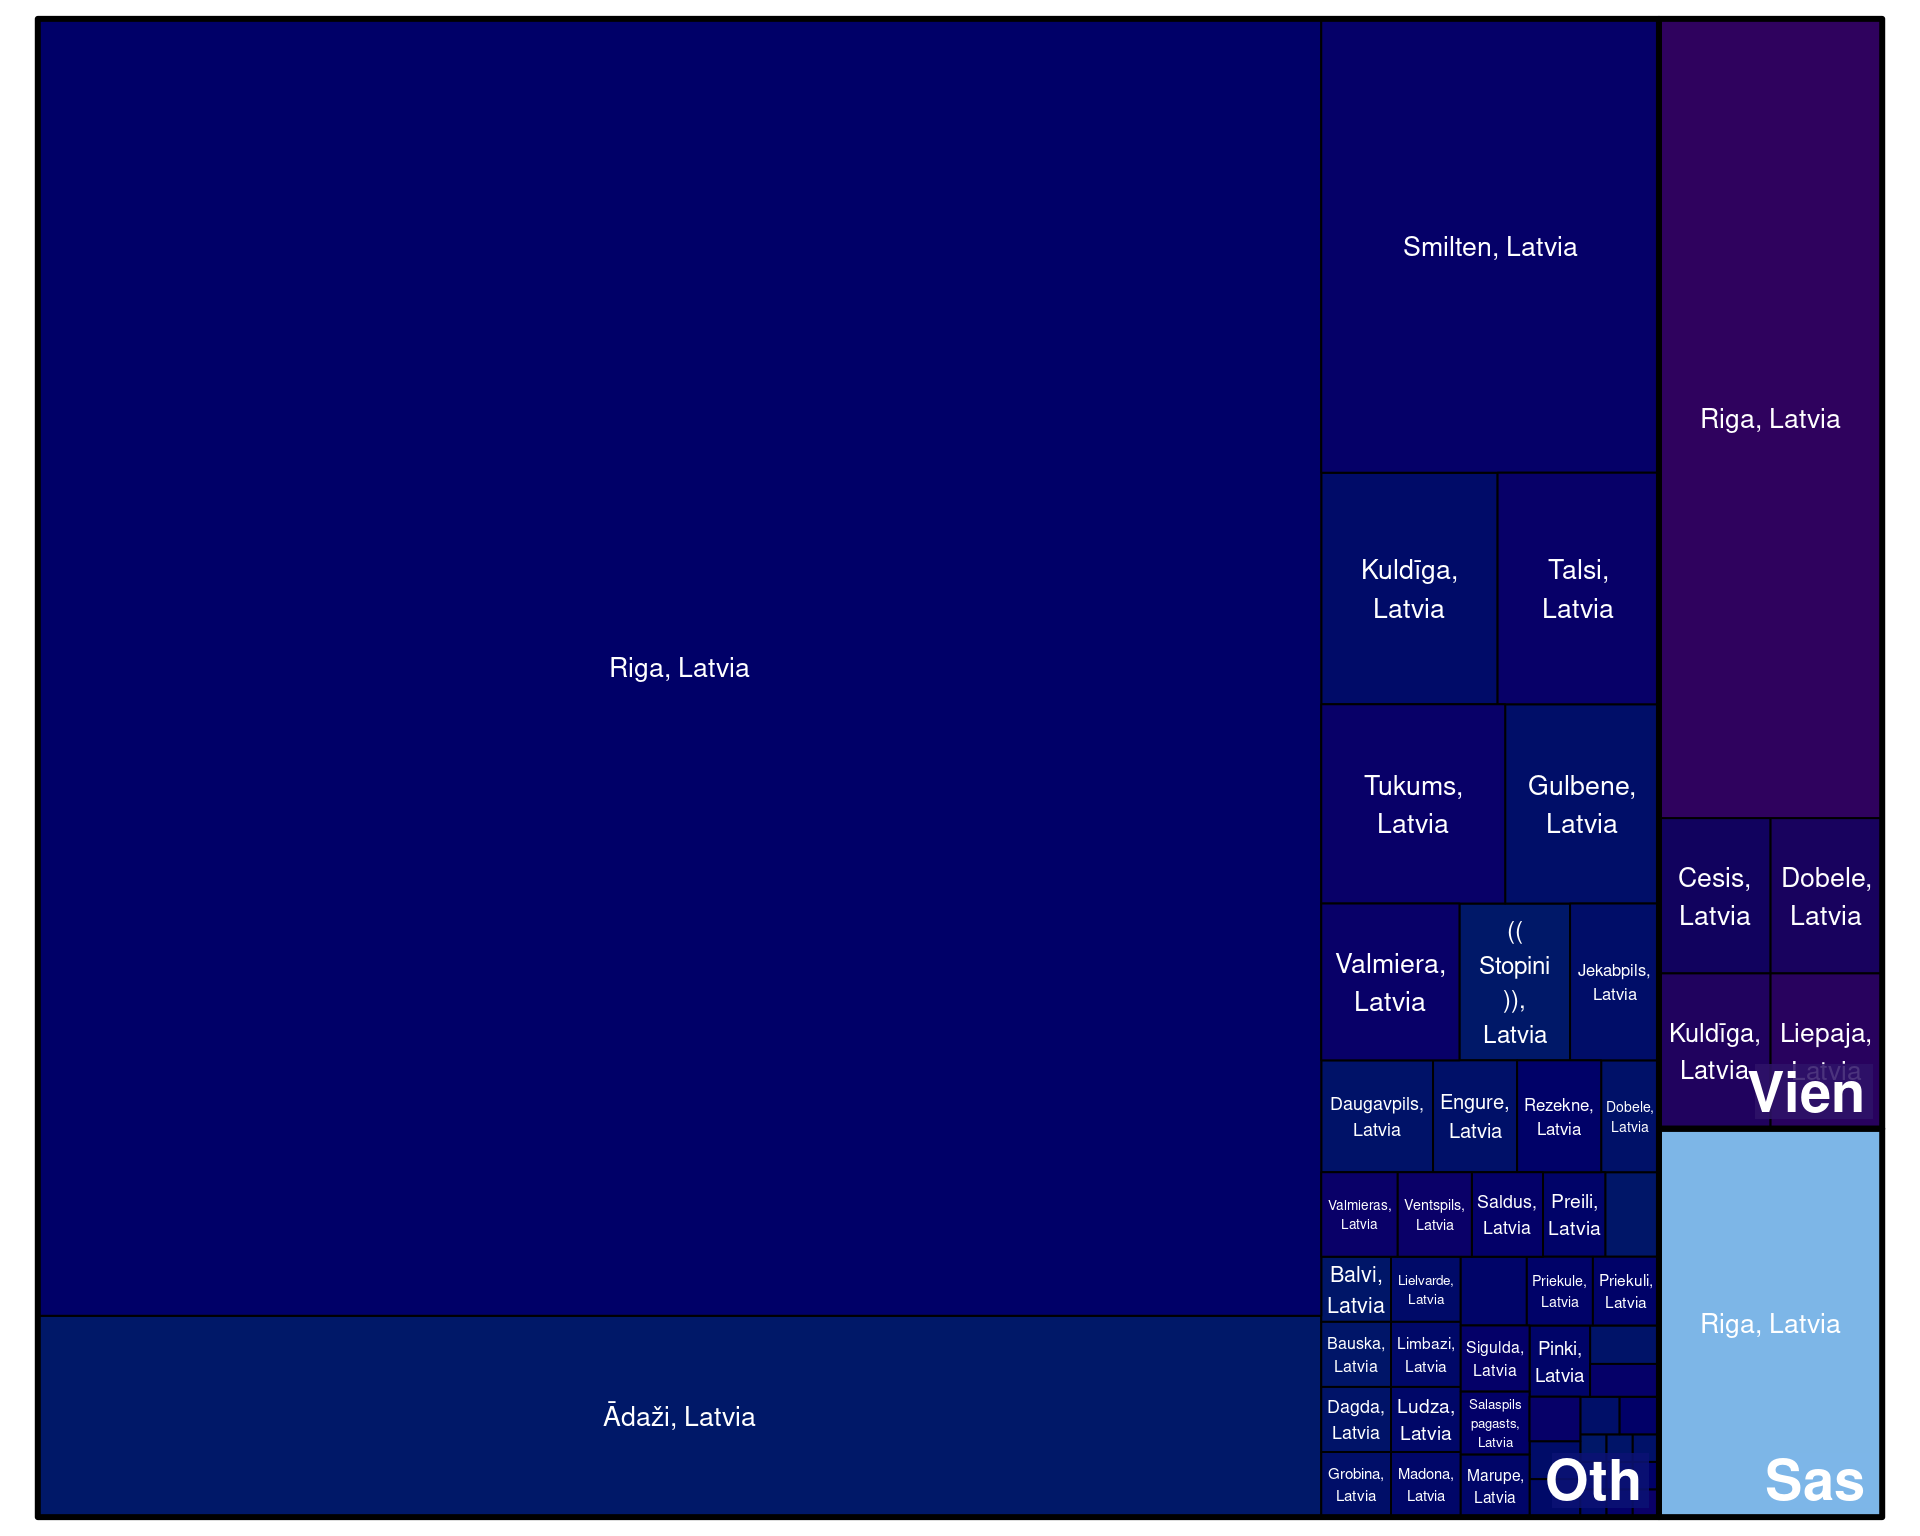 Riga, Latvia
Ādaži, Latvia
Smilten, Latvia
Kuldīga,
Latvia
Talsi,
Latvia
Tukums,
Latvia
Gulbene,
Latvia
Valmiera,
Latvia
((
Stopini
)),
Latvia
Jekabpils,
Latvia
Daugavpils,
Latvia
Engure,
Latvia
Rezekne,
Latvia
Dobele,
Latvia
Valmieras,
Latvia
Ventspils,
Latvia
Saldus,
Latvia
Preili,
Latvia
Balvi,
Latvia
Lielvarde,
Latvia
Priekule,
Latvia
Priekuli,
Latvia
Bauska,
Latvia
Limbazi,
Latvia
Sigulda,
Latvia
Pinki,
Latvia
Dagda,
Latvia
Ludza,
Latvia
Salaspils
pagasts,
Latvia
Grobina,
Latvia
Madona,
Latvia
Marupe,
Latvia
Oth
Riga, Latvia
Cesis,
Latvia
Dobele,
Latvia
Kuldīga,
Latvia
Liepaja,
Latvia
Vien
Riga, Latvia
Sas